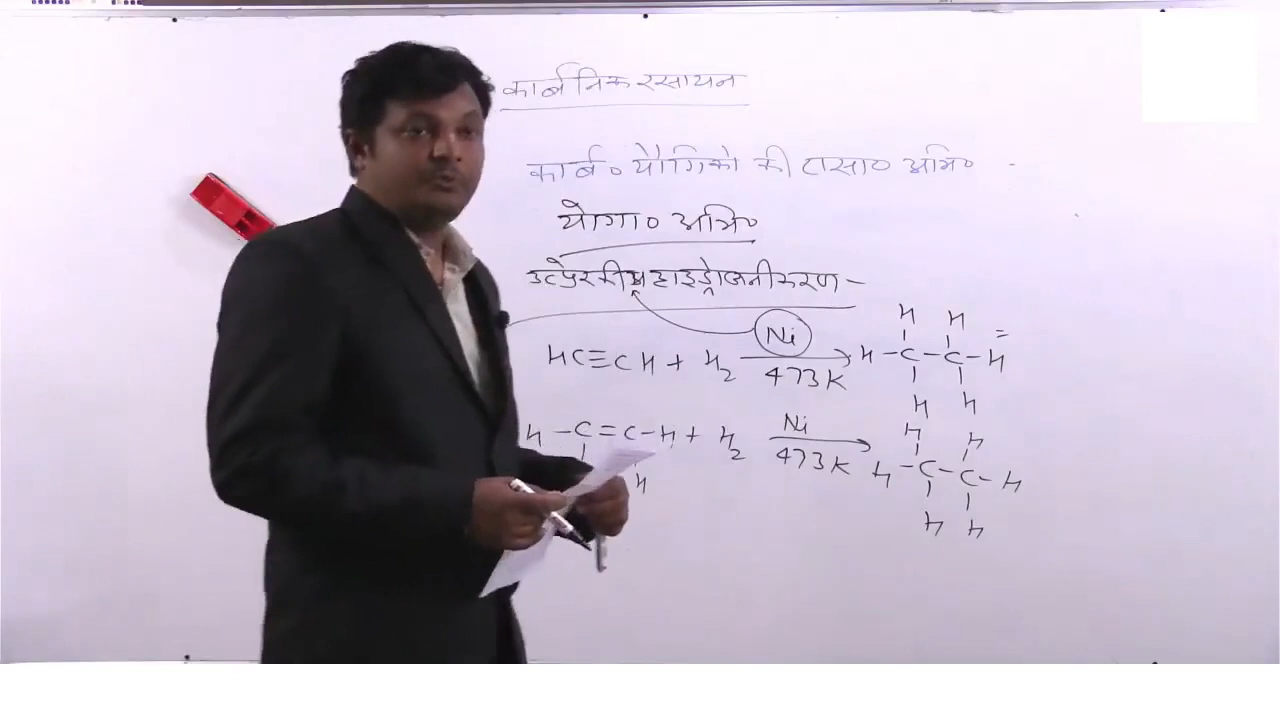 कार्बनिक रसायन
कार्ब० यौगिको की रासा० अभि० -
योगा० अभि०
उत्प्रेरकीय हाइड्रोजनीकरण-
H H
HC≡CH + H₂ Ni 473K H-C-C-H =
H H
H-C=C-H + H₂ Ni 473K
H H
H-C-C-H
H
H H